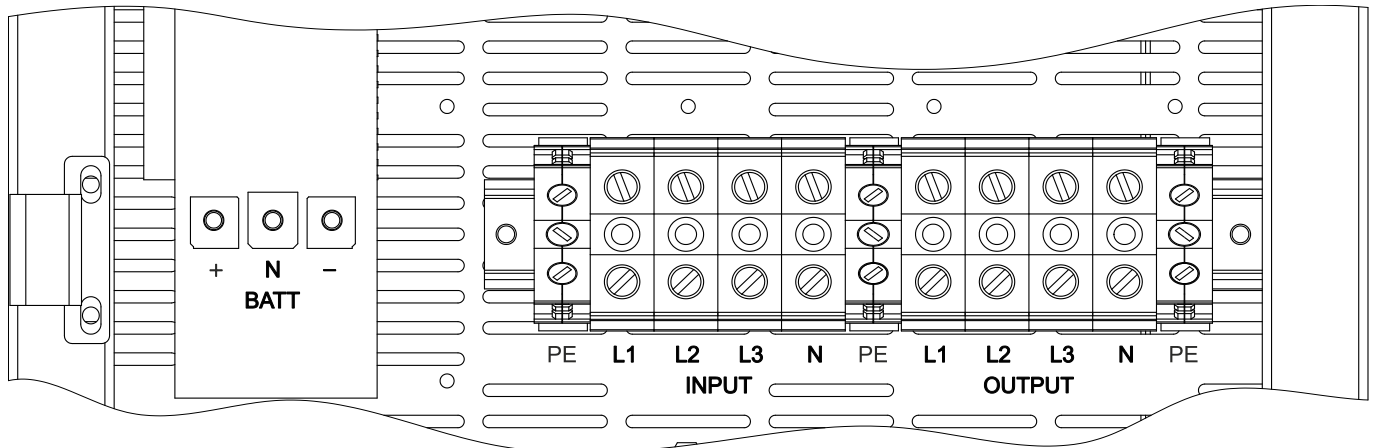 + N −
BATT
PE L1 L2 L3 N PE L1 L2 L3 N PE
INPUT OUTPUT